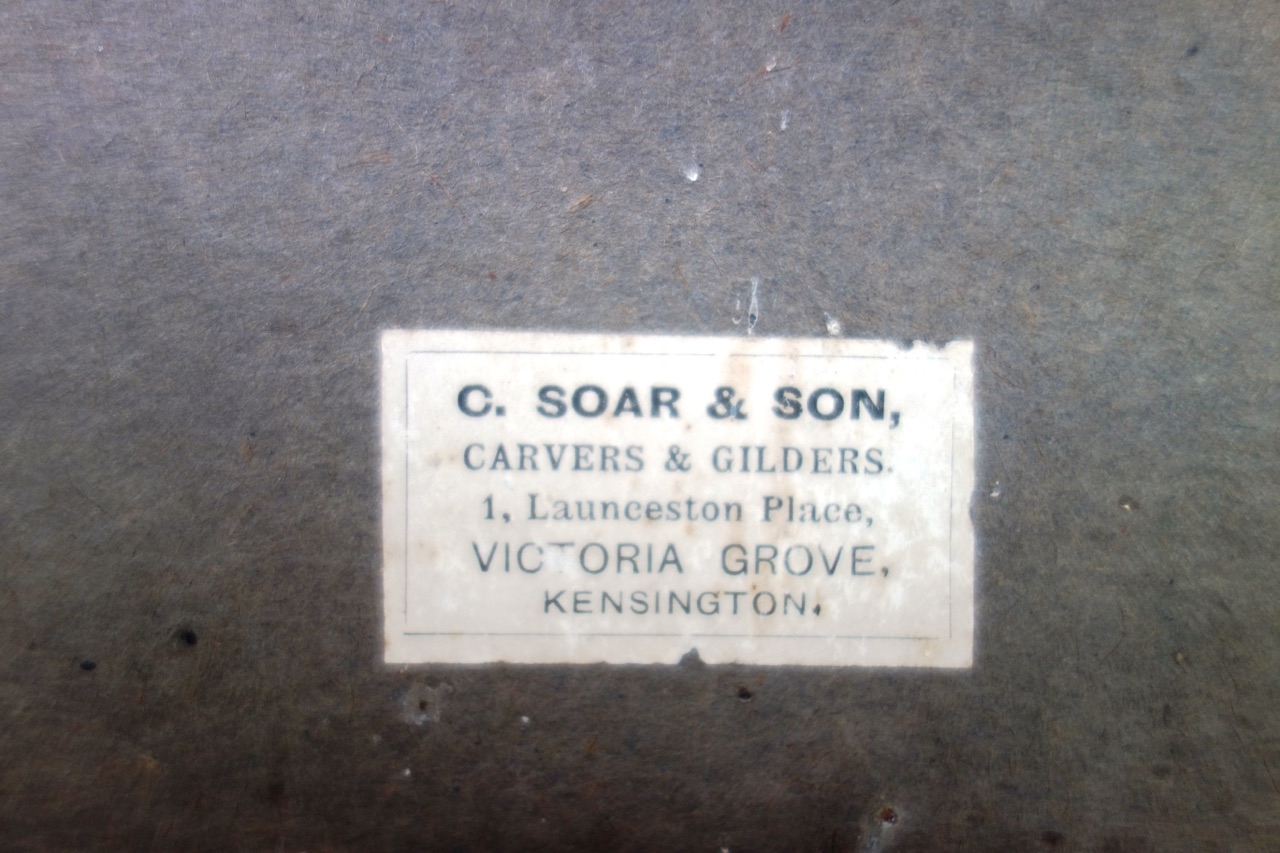 C. SOAR & SON,
CARVERS & GILDERS.
1, Launceston Place,
VICTORIA GROVE,
KENSINGTON.